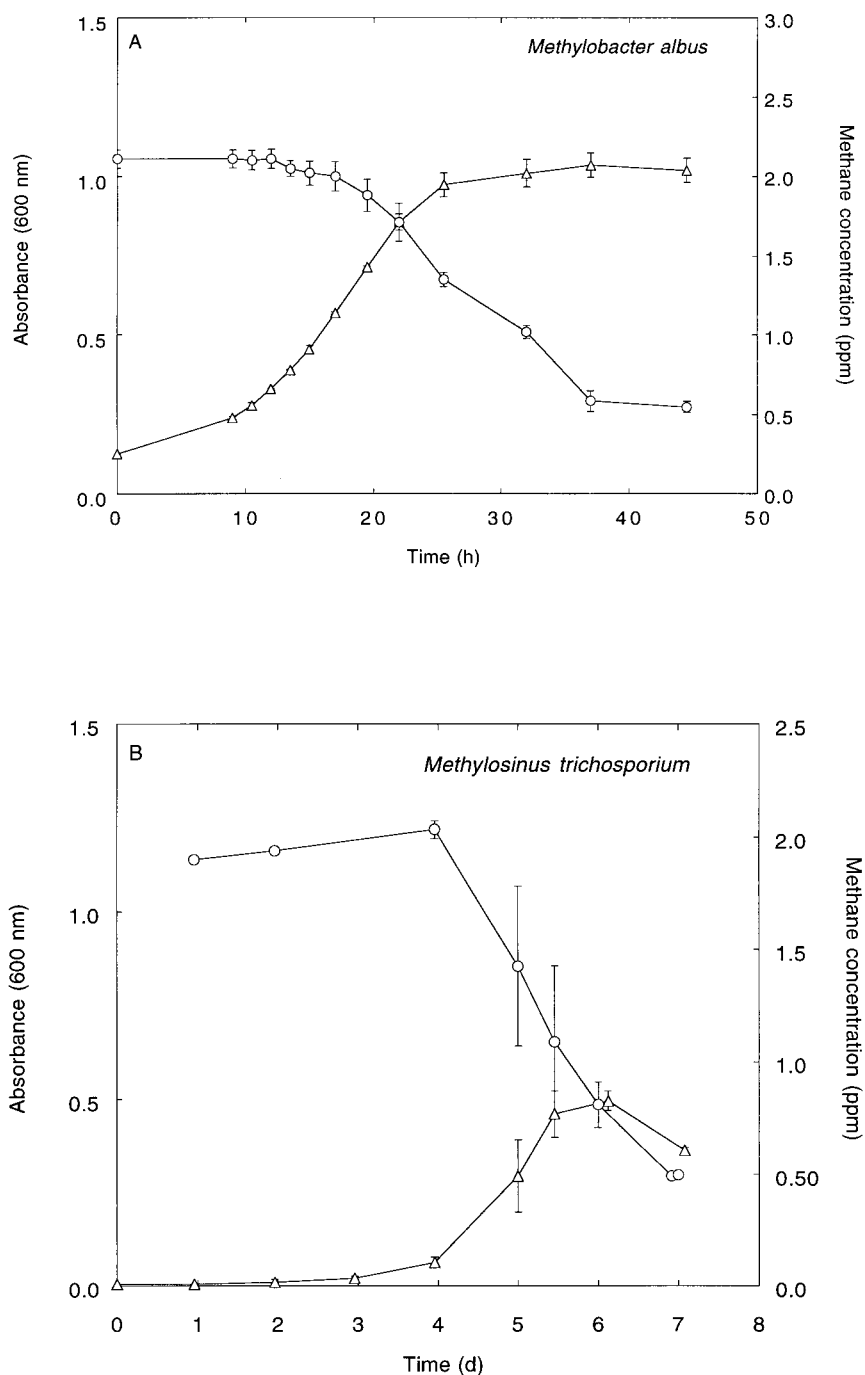 A
Methylobacter albus
Absorbance (600 nm)
1.5
1.0
0.5
0.0
Methane concentration (ppm)
3.0
2.5
2.0
1.5
1.0
0.5
0.0
0 10 20 30 40 50
Time (h)
B
Methylosinus trichosporium
Absorbance (600 nm)
1.5
1.0
0.5
0.0
Methane concentration (ppm)
2.5
2.0
1.5
1.0
0.50
0.0
0 1 2 3 4 5 6 7 8
Time (d)